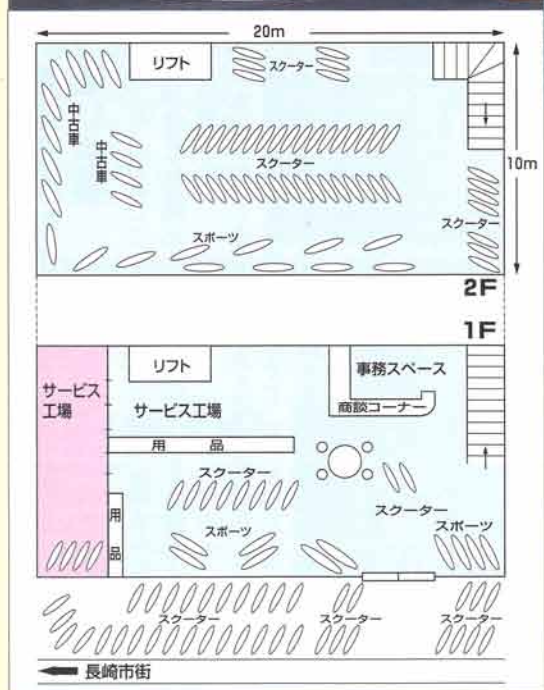 20m
リフト
スクーター
中古車
中古車
10m
スクーター
スクーター
スポーツ
2F
1F
サービス
工場
リフト
サービス工場
事務スペース
商談コーナー
用 品
スクーター
用品
スポーツ
スクーター
スポーツ
スクーター
スクーター
スクーター
長崎市街